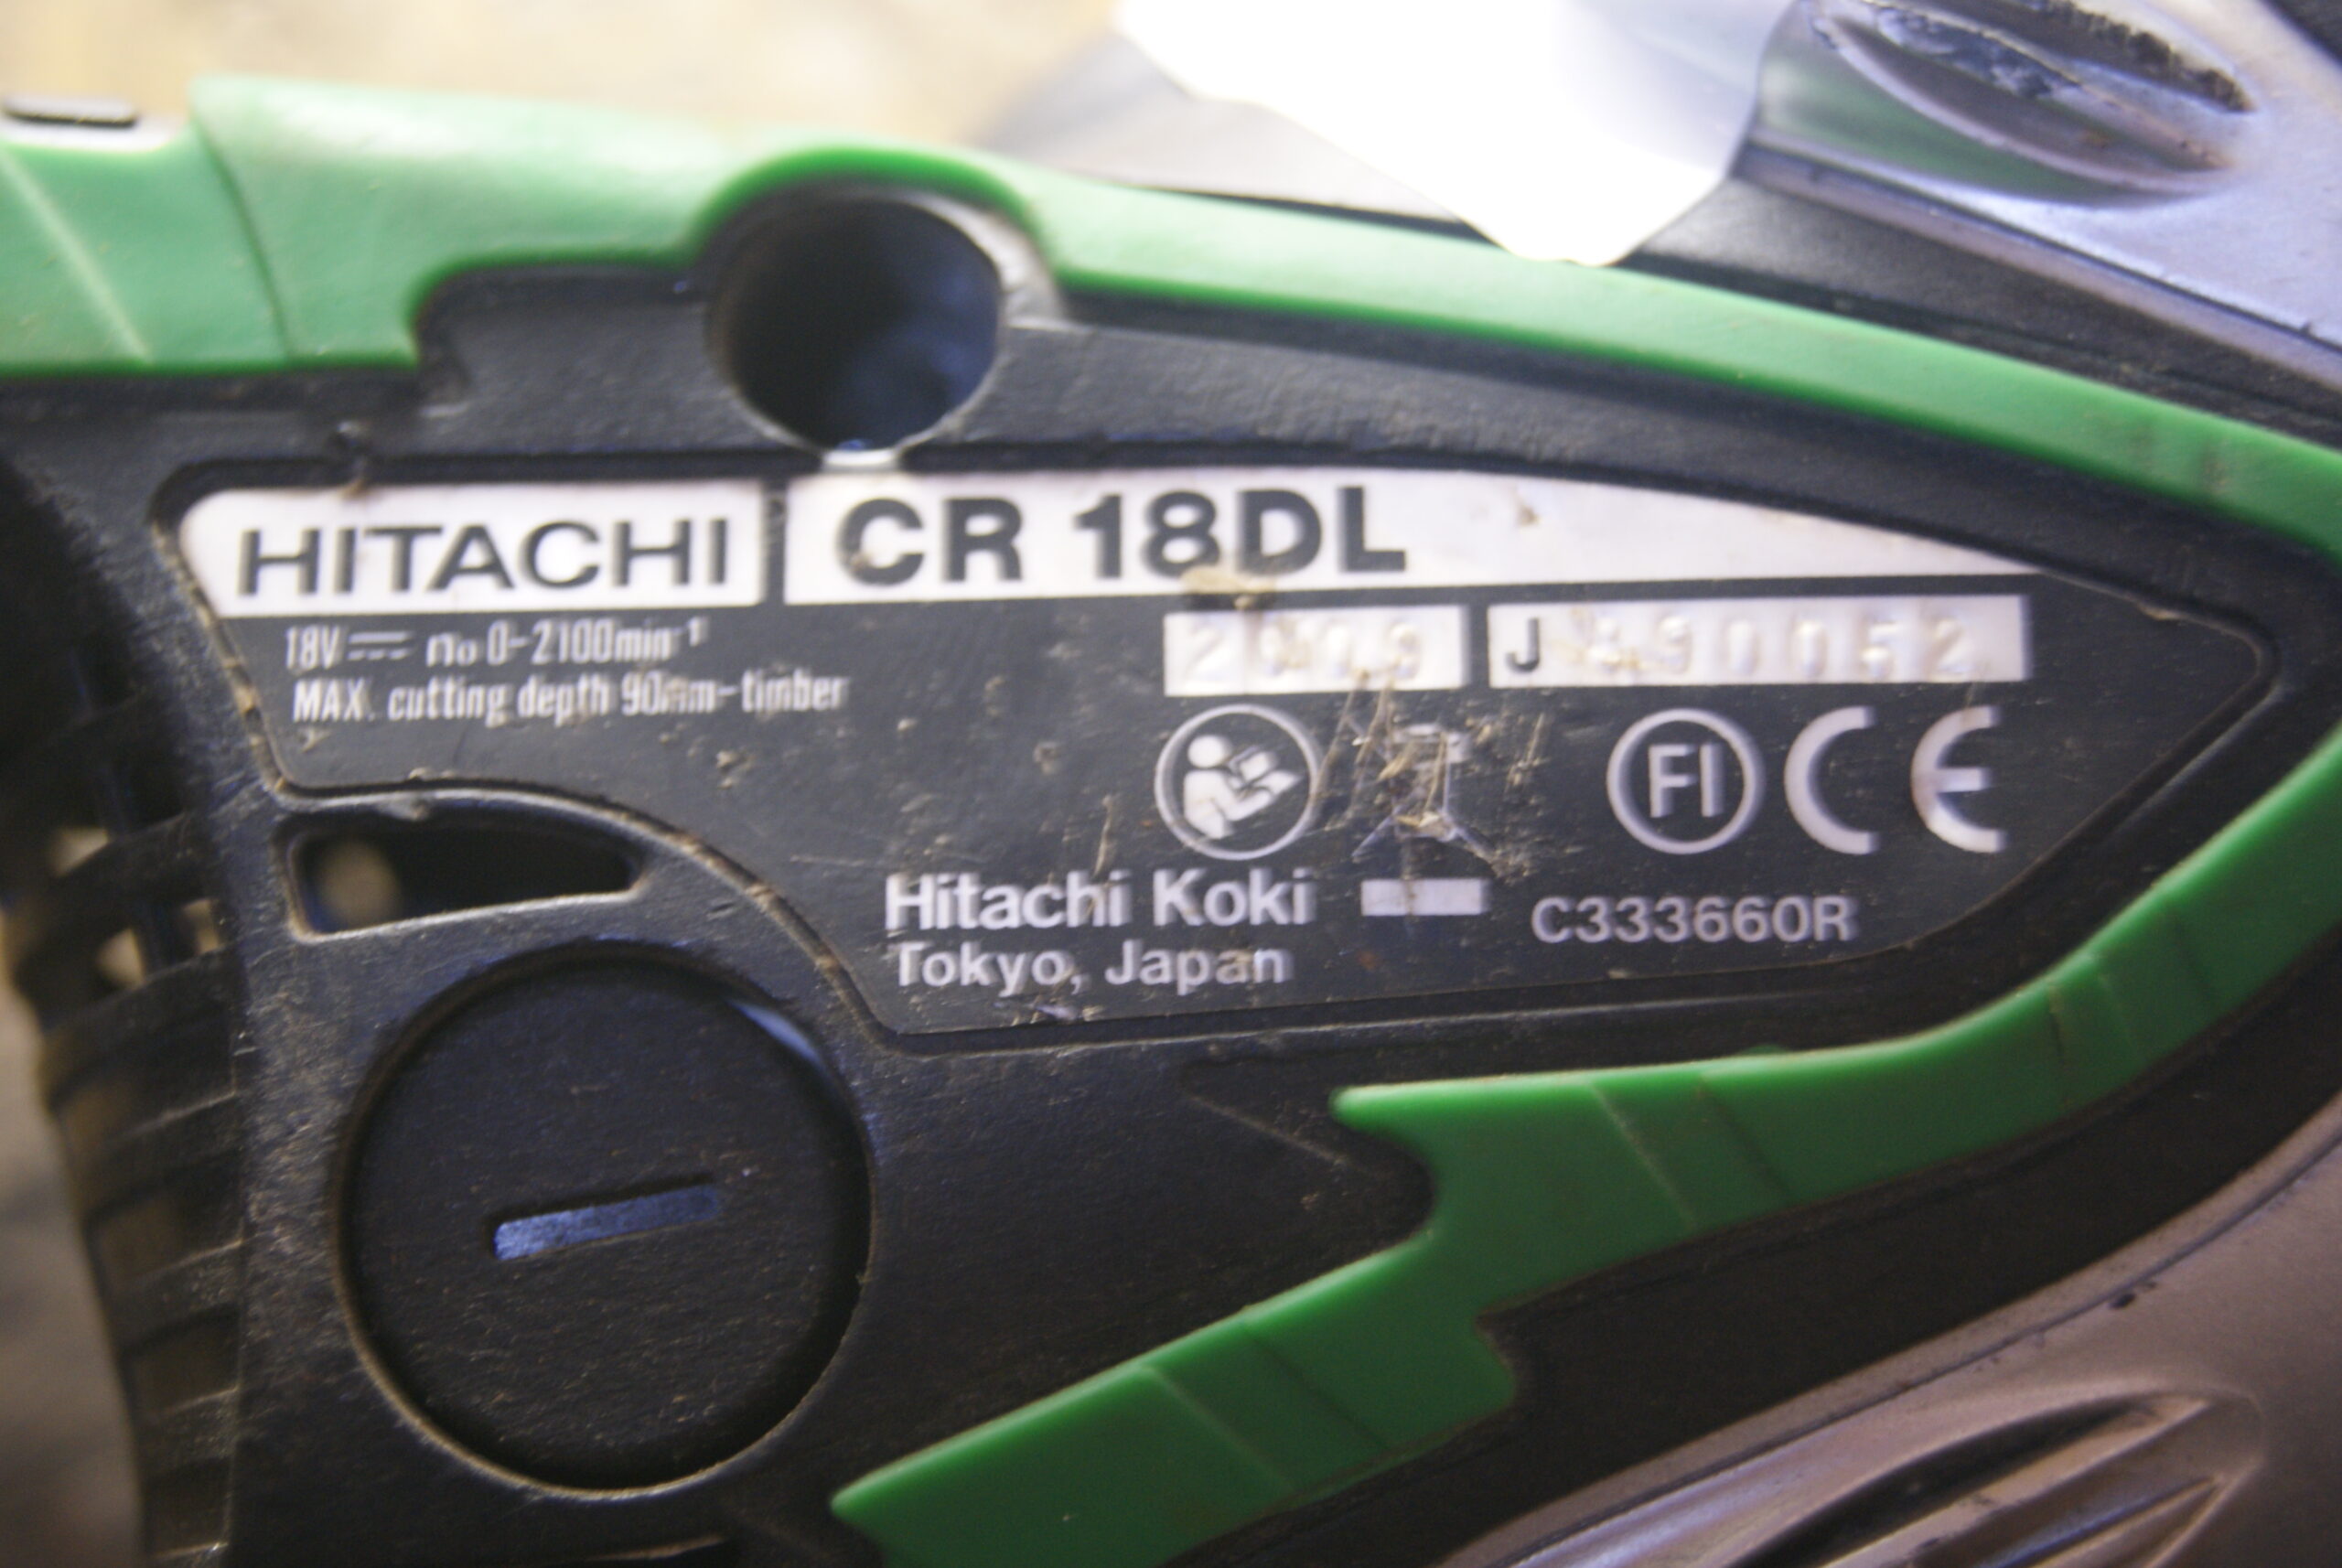 HITACHI CR 18DL
18V n₀ 0-2100min⁻¹
MAX. cutting depth 90mm-timber
2009 J
FI CE
Hitachi Koki
Tokyo, Japan
C333660R